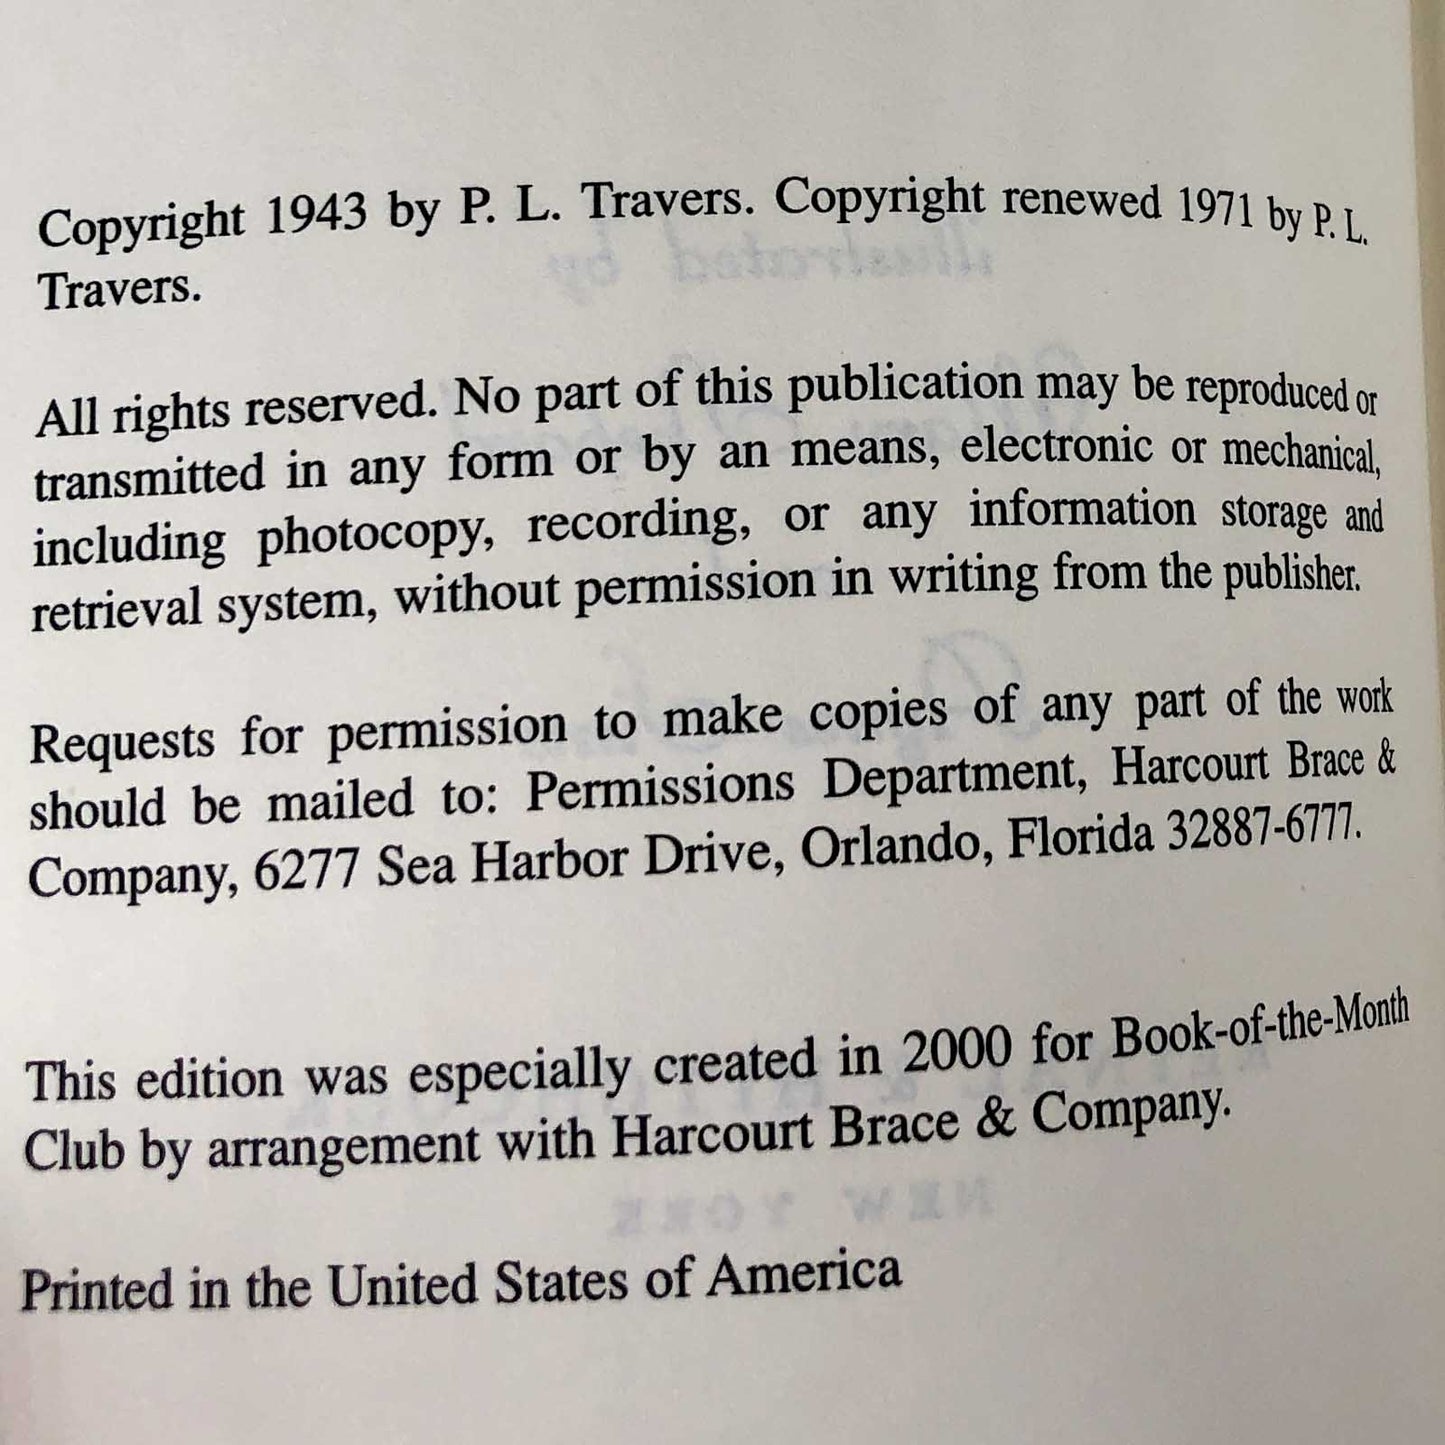 Copyright 1943 by P. L. Travers. Copyright renewed 1971 by P. L.
Travers.
All rights reserved. No part of this publication may be reproduced or
transmitted in any form or by an means, electronic or mechanical,
including photocopy, recording, or any information storage and
retrieval system, without permission in writing from the publisher.
Requests for permission to make copies of any part of the work
should be mailed to: Permissions Department, Harcourt Brace &
Company, 6277 Sea Harbor Drive, Orlando, Florida 32887-6777.
This edition was especially created in 2000 for Book-of-the-Month
Club by arrangement with Harcourt Brace & Company.
Printed in the United States of America